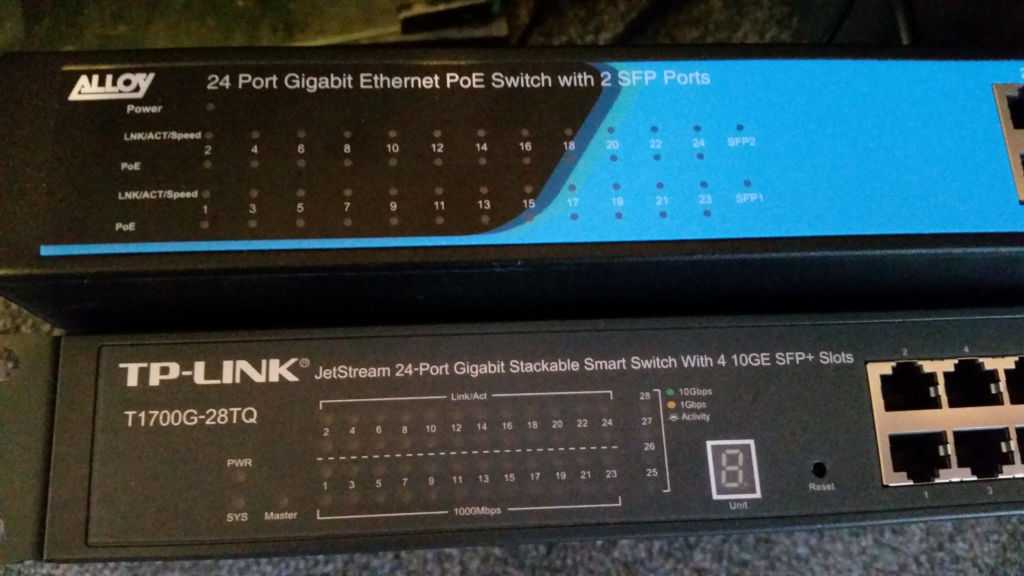 ALLOY 24 Port Gigabit Ethernet PoE Switch with 2 SFP Ports
Power
LNK/ACT/Speed
2 4 6 8 10 12 14 16 18 20 22 24 SFP2
PoE
LNK/ACT/Speed
1 3 5 7 9 11 13 15 17 19 21 23 SFP1
PoE
TP-LINK® JetStream 24-Port Gigabit Stackable Smart Switch With 4 10GE SFP+ Slots
T1700G-28TQ
Link/Act
2 4 6 8 10 12 14 16 18 20 22 24
1 3 5 7 9 11 13 15 17 19 21 23
1000Mbps
PWR
SYS Master
28
27
26
25
10Gbps
1Gbps
Activity
8
Unit
Reset
2 4
1 3